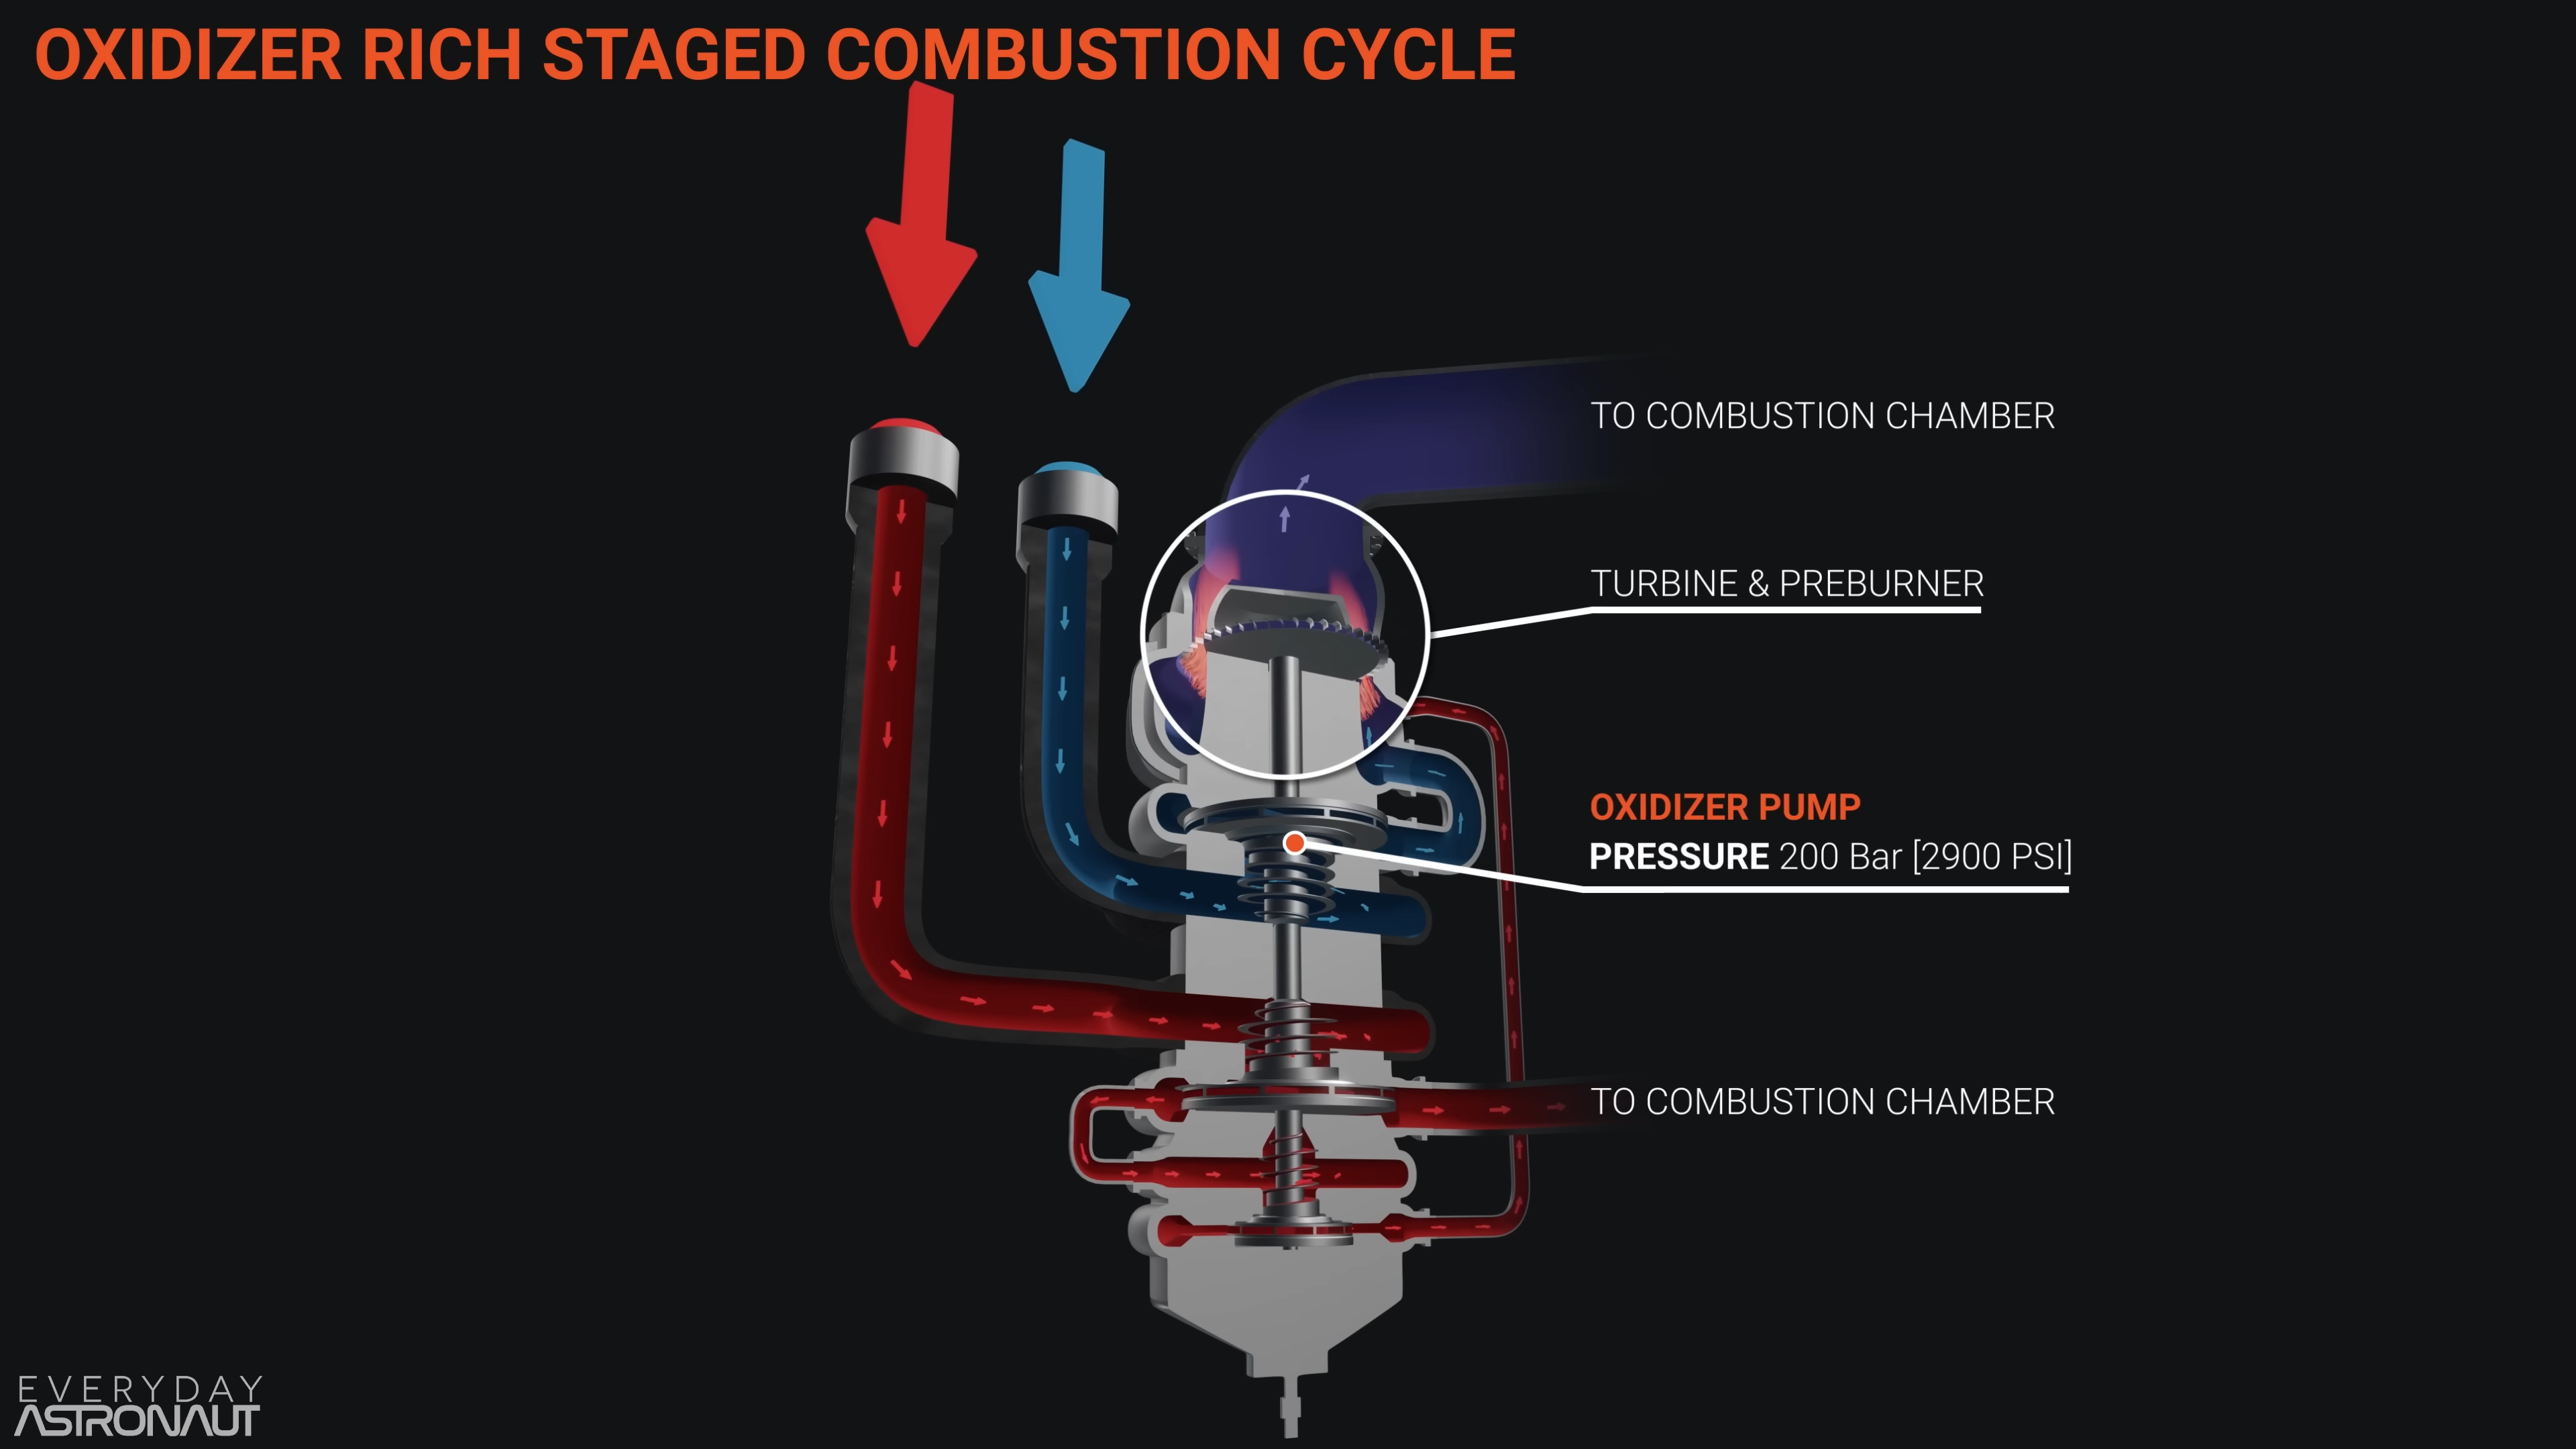 OXIDIZER RICH STAGED COMBUSTION CYCLE
TO COMBUSTION CHAMBER
TURBINE & PREBURNER
OXIDIZER PUMP
PRESSURE 200 Bar [2900 PSI]
TO COMBUSTION CHAMBER
EVERYDAY
ASTRONAUT